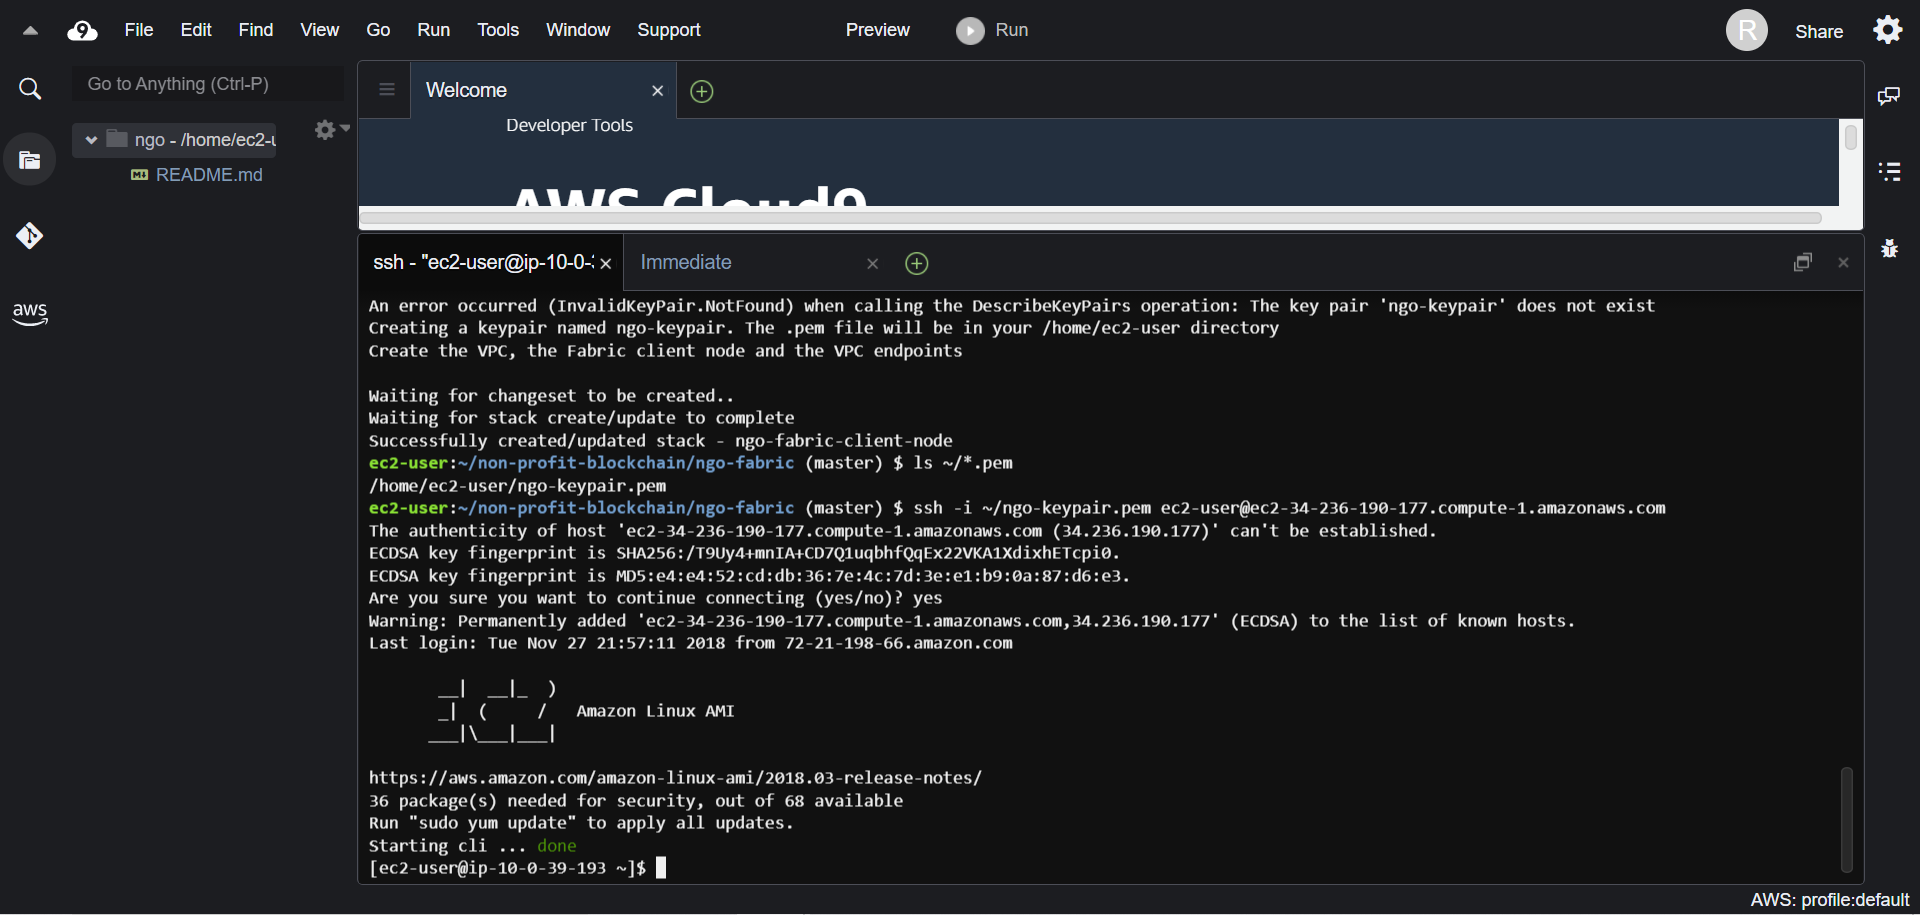 File Edit Find View Go Run Tools Window Support Preview Run R Share
Go to Anything (Ctrl-P)
Welcome
Developer Tools
ngo - /home/ec2-u
README.md
AWS Cloud9
ssh - "ec2-user@ip-10-0-3
Immediate
aws
An error occurred (InvalidKeyPair.NotFound) when calling the DescribeKeyPairs operation: The key pair 'ngo-keypair' does not exist
Creating a keypair named ngo-keypair. The .pem file will be in your /home/ec2-user directory
Create the VPC, the Fabric client node and the VPC endpoints
Waiting for changeset to be created..
Waiting for stack create/update to complete
Successfully created/updated stack - ngo-fabric-client-node
ec2-user:~/non-profit-blockchain/ngo-fabric (master) $ ls ~/*.pem
/home/ec2-user/ngo-keypair.pem
ec2-user:~/non-profit-blockchain/ngo-fabric (master) $ ssh -i ~/ngo-keypair.pem ec2-user@ec2-34-236-190-177.compute-1.amazonaws.com
The authenticity of host 'ec2-34-236-190-177.compute-1.amazonaws.com (34.236.190.177)' can't be established.
ECDSA key fingerprint is SHA256:/T9Uy4+mnIA+CD7Q1uqbhfQqEx22VKA1XdixhETcpi0.
ECDSA key fingerprint is MD5:e4:e4:52:cd:db:36:7e:4c:7d:3e:e1:b9:0a:87:d6:e3.
Are you sure you want to continue connecting (yes/no)? yes
Warning: Permanently added 'ec2-34-236-190-177.compute-1.amazonaws.com,34.236.190.177' (ECDSA) to the list of known hosts.
Last login: Tue Nov 27 21:57:11 2018 from 72-21-198-66.amazon.com
__| __|_ )
_| ( / Amazon Linux AMI
___|\___|___|
https://aws.amazon.com/amazon-linux-ami/2018.03-release-notes/
36 package(s) needed for security, out of 68 available
Run "sudo yum update" to apply all updates.
Starting cli ... done
[ec2-user@ip-10-0-39-193 ~]$
AWS: profile:default